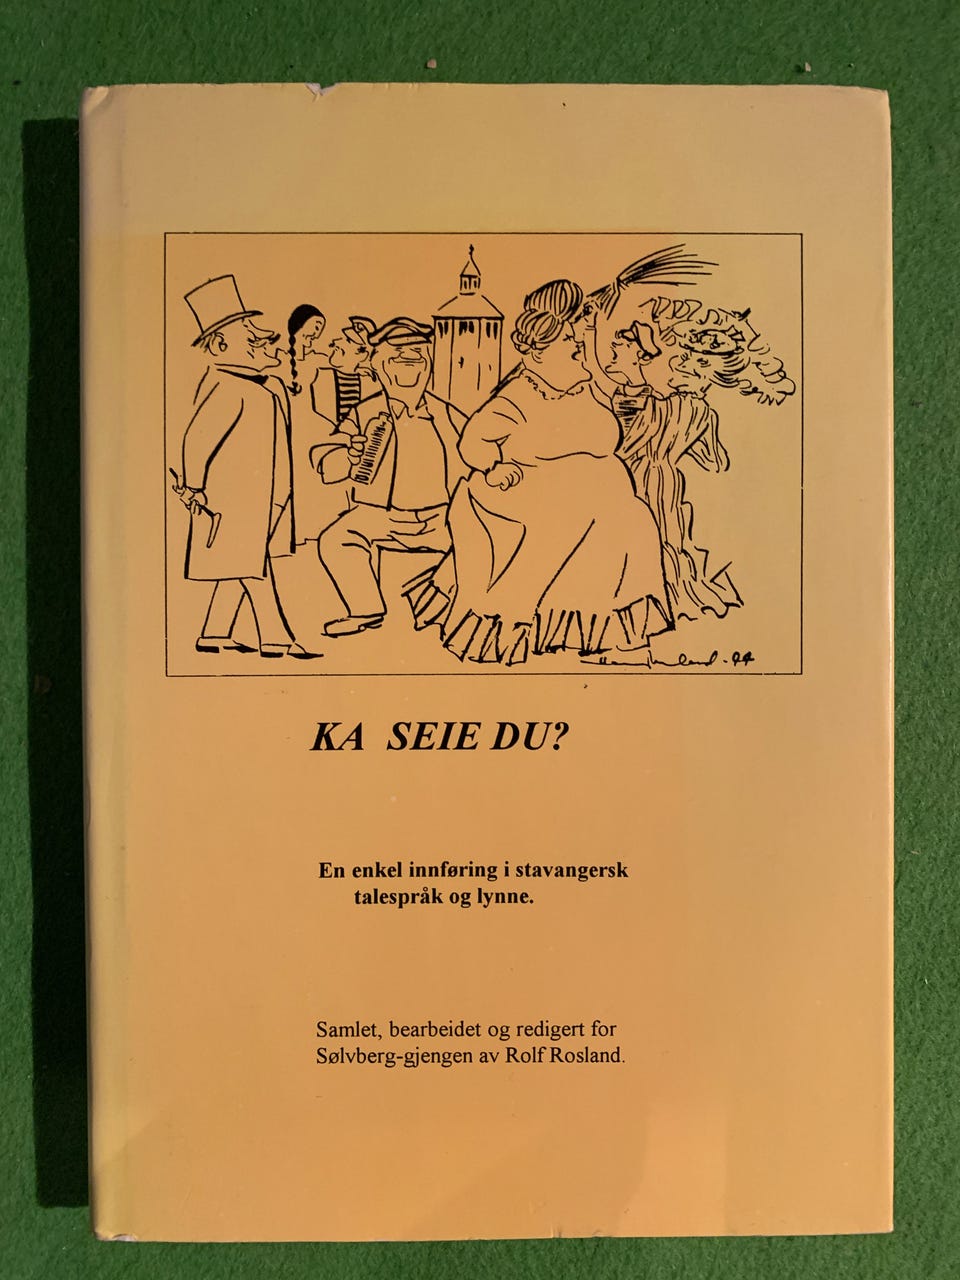 KA SEIE DU?
En enkel innføring i stavangersk
talespråk og lynne.
Samlet, bearbeidet og redigert for
Sølvberg-gjengen av Rolf Rosland.